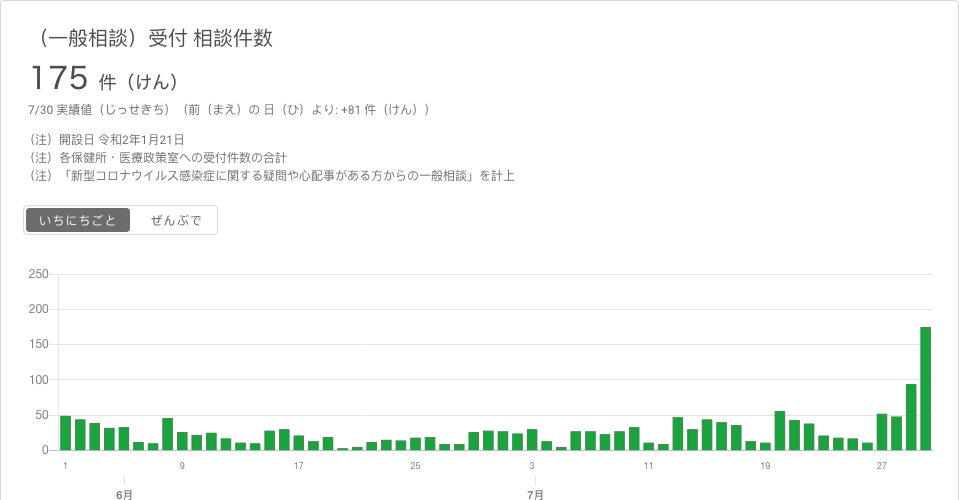 （一般相談）受付 相談件数
175 件（けん）
7/30 実績値（じっせきち）（前（まえ）の 日（ひ）より: +81 件（けん））
（注）開設日 令和2年1月21日
（注）各保健所・医療政策室への受付件数の合計
（注）「新型コロナウイルス感染症に関する疑問や心配事がある方からの一般相談」を計上
いちにちごと ぜんぶで
250
200
150
100
50
0
1 9 17 25 3 11 19 27
6月 7月